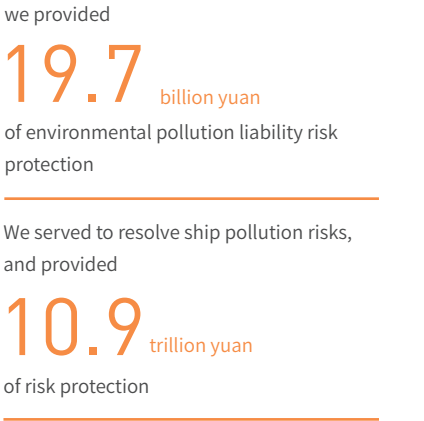 we provided
19.7 billion yuan
of environmental pollution liability risk
protection
We served to resolve ship pollution risks,
and provided
10.9 trillion yuan
of risk protection